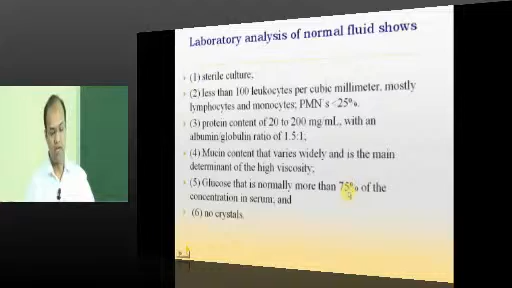 Laboratory analysis of normal fluid shows
(1) sterile culture;
(2) less than 100 leukocytes per cubic millimeter, mostly
lymphocytes and monocytes; PMN`s <25%,
(3) protein content of 20 to 200 mg/mL, with an
albumin/globulin ratio of 1.5:1;
(4) Mucin content that varies widely and is the main
determinant of the high viscosity;
(5) Glucose that is normally more than 75% of the
concentration in serum; and
(6) no crystals.